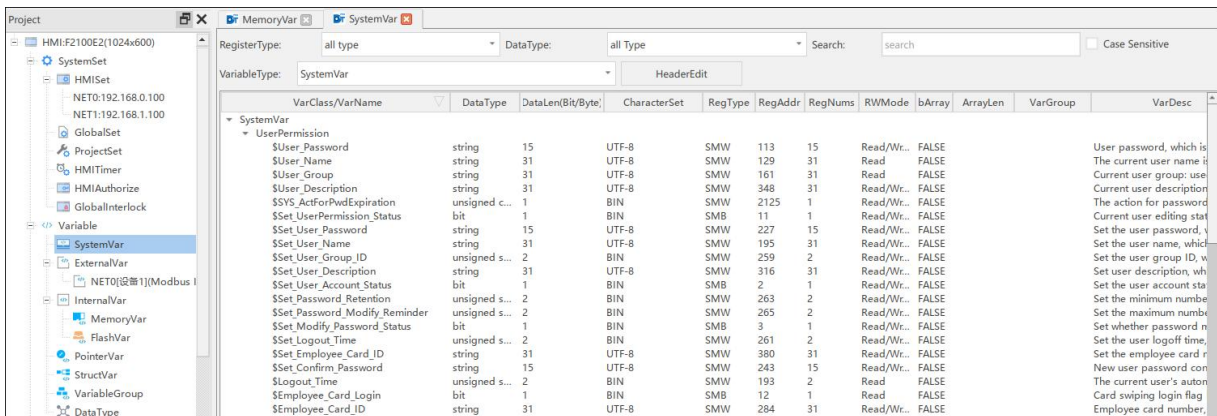 Project
HMI:F2100E2(1024x600)
SystemSet
HMISet
NET0:192.168.0.100
NET1:192.168.1.100
GlobalSet
ProjectSet
HMITimer
HMIAuthorize
GlobalInterlock
Variable
SystemVar
ExternalVar
NET0[设备1](Modbus
InternalVar
MemoryVar
FlashVar
PointerVar
StructVar
VariableGroup
DataType
MemoryVar SystemVar
RegisterType: all type DataType: all Type Search: search Case Sensitive
VariableType: SystemVar HeaderEdit
VarClass/VarName DataType DataLen(Bit/Byte) CharacterSet RegType RegAddr RegNums RWMode bArray ArrayLen VarGroup VarDesc
SystemVar
UserPermission
$User_Password string 15 UTF-8 SMW 113 15 Read/Wr... FALSE User password, which is
$User_Name string 31 UTF-8 SMW 129 31 Read FALSE The current user name is
$User_Group string 31 UTF-8 SMW 161 31 Read FALSE Current user group: use
$User_Description string 31 UTF-8 SMW 348 31 Read/Wr... FALSE Current user description
$SYS_ActForPwdExpiration unsigned c... 1 BIN SMW 2125 1 Read/Wr... FALSE The action for password
$Set_UserPermission_Status bit 1 BIN SMB 11 1 Read/Wr... FALSE Current user editing stat
$Set_User_Password string 15 UTF-8 SMW 227 15 Read/Wr... FALSE Set the user password, w
$Set_User_Name string 31 UTF-8 SMW 195 31 Read/Wr... FALSE Set the user name, which
$Set_User_Group_ID unsigned s... 2 BIN SMW 259 2 Read/Wr... FALSE Set the user group ID, w
$Set_User_Description string 31 UTF-8 SMW 316 31 Read/Wr... FALSE Set user description, wh
$Set_User_Account_Status bit 1 BIN SMB 2 1 Read/Wr... FALSE Set the user account sta
$Set_Password_Retention unsigned s... 2 BIN SMW 263 2 Read/Wr... FALSE Set the minimum numbe
$Set_Password_Modify_Reminder unsigned s... 2 BIN SMW 265 2 Read/Wr... FALSE Set the maximum numbe
$Set_Modify_Password_Status bit 1 BIN SMB 3 1 Read/Wr... FALSE Set whether password m
$Set_Logout_Time unsigned s... 2 BIN SMW 261 2 Read/Wr... FALSE Set the user logoff time,
$Set_Employee_Card_ID string 31 UTF-8 SMW 380 31 Read/Wr... FALSE Set the employee card r
$Set_Confirm_Password string 15 UTF-8 SMW 243 15 Read/Wr... FALSE New user password con
$Logout_Time unsigned s... 2 BIN SMW 193 2 Read FALSE The current user's auton
$Employee_Card_Login bit 1 BIN SMB 12 1 Read FALSE Card swiping login flag
$Employee_Card_ID string 31 UTF-8 SMW 284 31 Read/Wr... FALSE Employee card number,